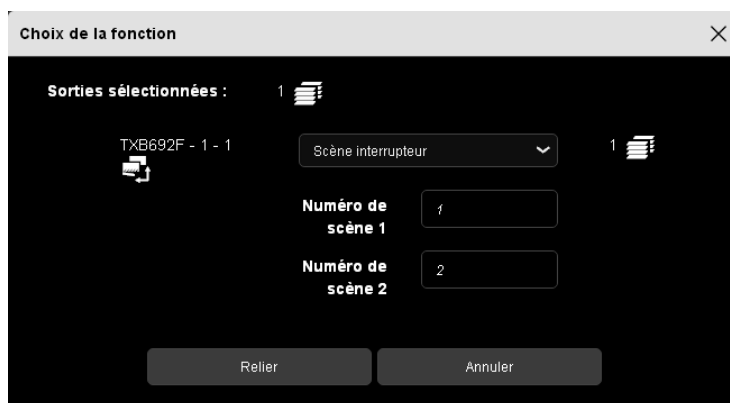 Choix de la fonction
Sorties sélectionnées : 1
TXB692F - 1 - 1 Scène interrupteur 1
Numéro de
scène 1
1
Numéro de
scène 2
2
Relier Annuler